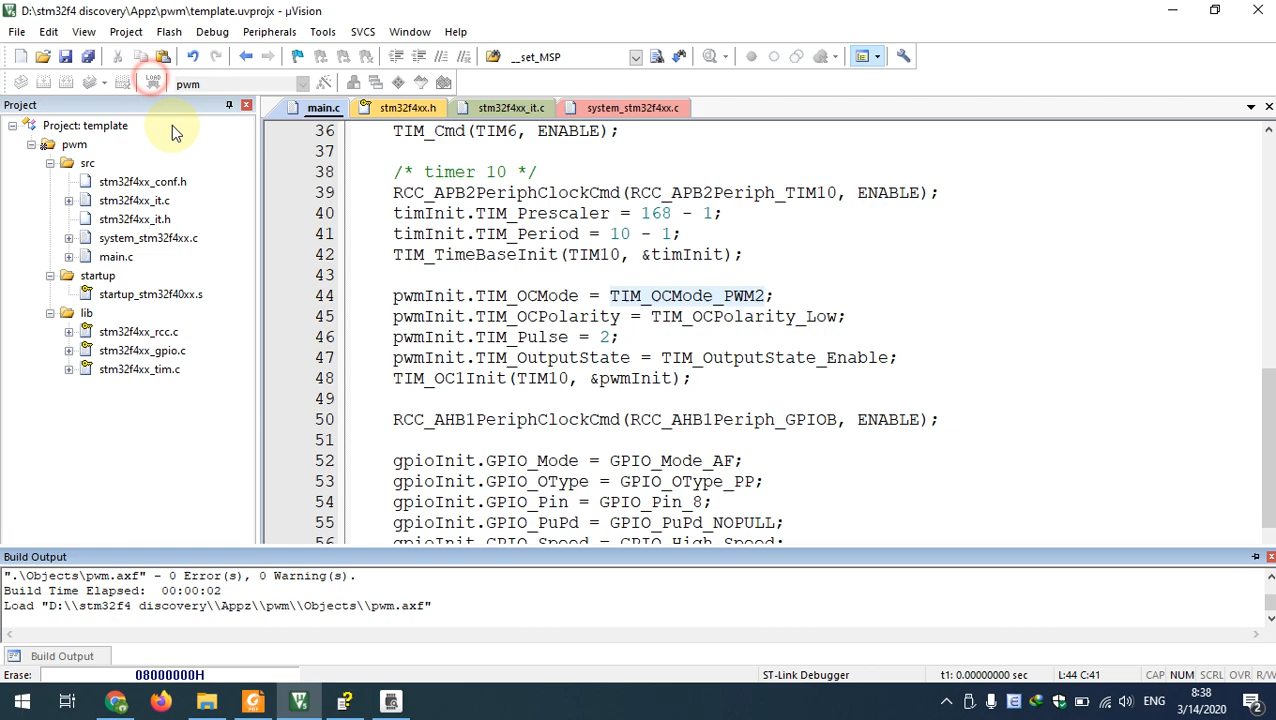 D:\stm32f4 discovery\Appz\pwm\template.uvprojx - µVision
File Edit View Project Flash Debug Peripherals Tools SVCS Window Help
__set_MSP
LOAD pwm
Project
main.c stm32f4xx.h stm32f4xx_it.c system_stm32f4xx.c
Project: template
pwm
src
stm32f4xx_conf.h
stm32f4xx_it.c
stm32f4xx_it.h
system_stm32f4xx.c
main.c
startup
startup_stm32f40xx.s
lib
stm32f4xx_rcc.c
stm32f4xx_gpio.c
stm32f4xx_tim.c
36 TIM_Cmd(TIM6, ENABLE);
37
38 /* timer 10 */
39 RCC_APB2PeriphClockCmd(RCC_APB2Periph_TIM10, ENABLE);
40 timInit.TIM_Prescaler = 168 - 1;
41 timInit.TIM_Period = 10 - 1;
42 TIM_TimeBaseInit(TIM10, &timInit);
43
44 pwmInit.TIM_OCMode = TIM_OCMode_PWM2;
45 pwmInit.TIM_OCPolarity = TIM_OCPolarity_Low;
46 pwmInit.TIM_Pulse = 2;
47 pwmInit.TIM_OutputState = TIM_OutputState_Enable;
48 TIM_OC1Init(TIM10, &pwmInit);
49
50 RCC_AHB1PeriphClockCmd(RCC_AHB1Periph_GPIOB, ENABLE);
51
52 gpioInit.GPIO_Mode = GPIO_Mode_AF;
53 gpioInit.GPIO_OType = GPIO_OType_PP;
54 gpioInit.GPIO_Pin = GPIO_Pin_8;
55 gpioInit.GPIO_PuPd = GPIO_PuPd_NOPULL;
56 gpioInit.GPIO_Speed = GPIO_High_Speed;
Build Output
".\Objects\pwm.axf" - 0 Error(s), 0 Warning(s).
Build Time Elapsed: 00:00:02
Load "D:\\stm32f4 discovery\\Appz\\pwm\\Objects\\pwm.axf"
Build Output
Erase: 08000000H ST-Link Debugger t1: 0.00000000 sec L:44 C:41 CAP NUM SCRL OVR R/W
ENG
8:38
3/14/2020
2